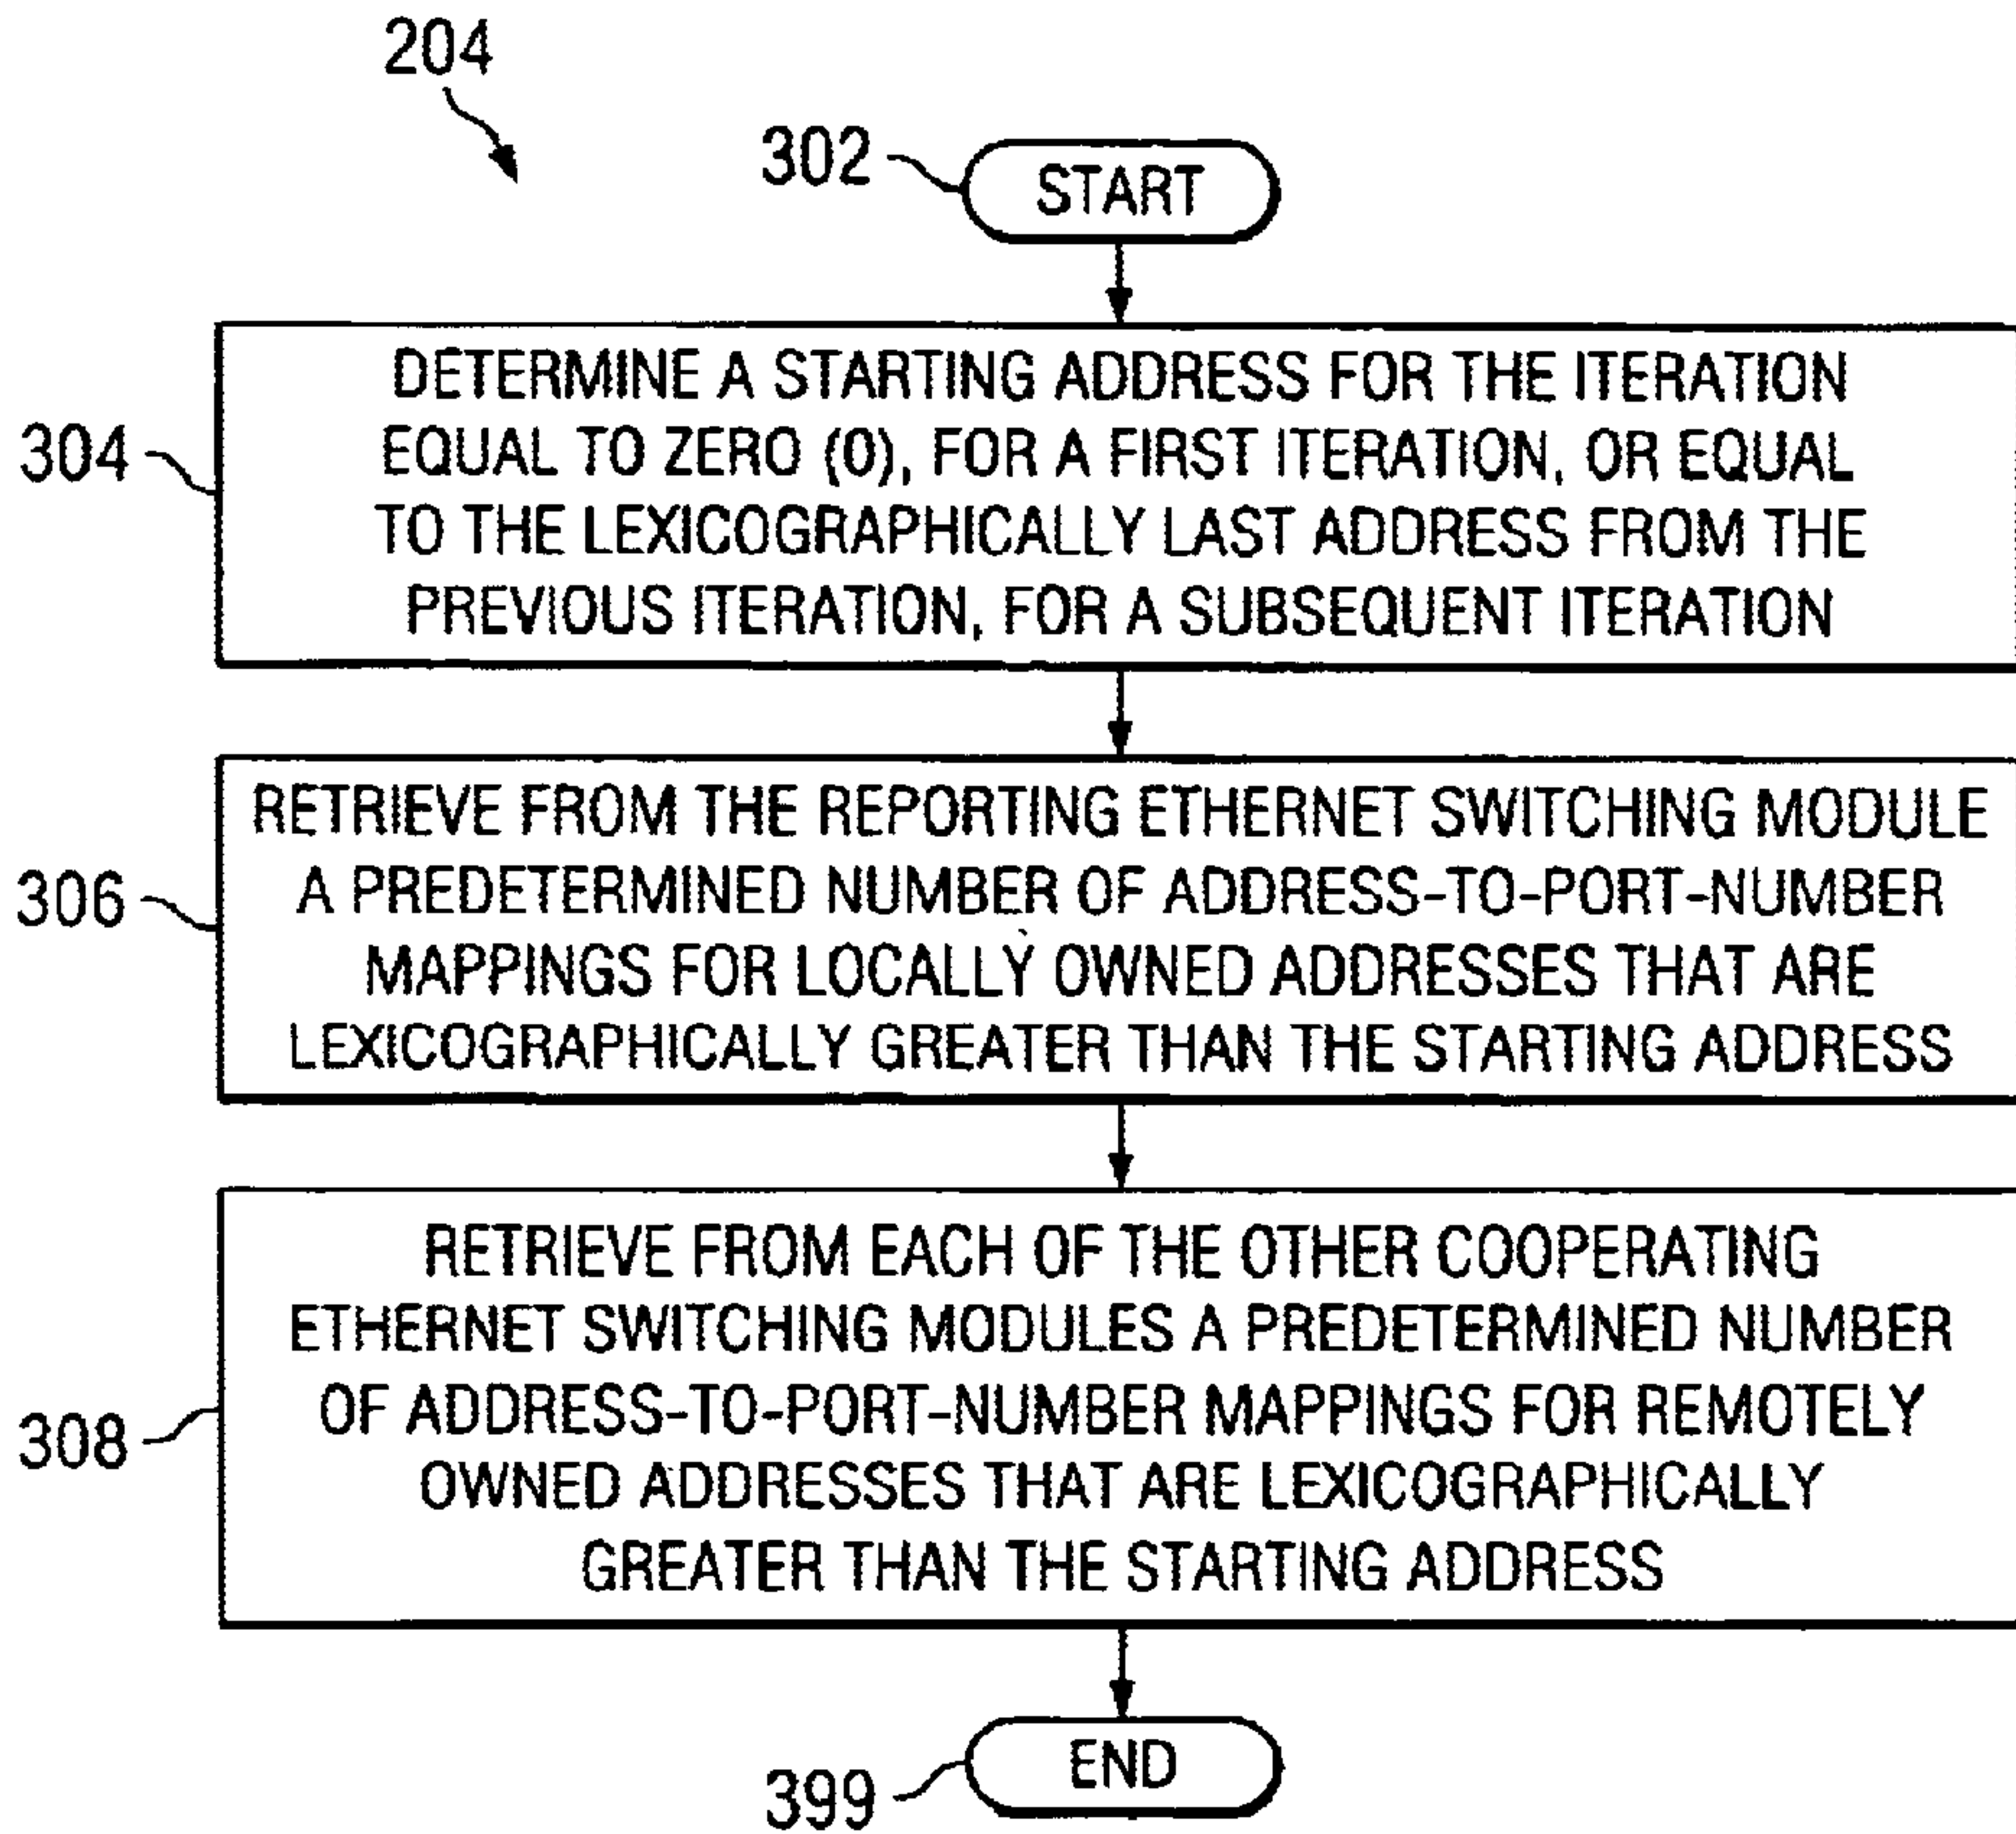 204
302
START
304
DETERMINE A STARTING ADDRESS FOR THE ITERATION
EQUAL TO ZERO (0), FOR A FIRST ITERATION, OR EQUAL
TO THE LEXICOGRAPHICALLY LAST ADDRESS FROM THE
PREVIOUS ITERATION, FOR A SUBSEQUENT ITERATION
306
RETRIEVE FROM THE REPORTING ETHERNET SWITCHING MODULE
A PREDETERMINED NUMBER OF ADDRESS-TO-PORT-NUMBER
MAPPINGS FOR LOCALLY OWNED ADDRESSES THAT ARE
LEXICOGRAPHICALLY GREATER THAN THE STARTING ADDRESS
308
RETRIEVE FROM EACH OF THE OTHER COOPERATING
ETHERNET SWITCHING MODULES A PREDETERMINED NUMBER
OF ADDRESS-TO-PORT-NUMBER MAPPINGS FOR REMOTELY
OWNED ADDRESSES THAT ARE LEXICOGRAPHICALLY
GREATER THAN THE STARTING ADDRESS
399
END